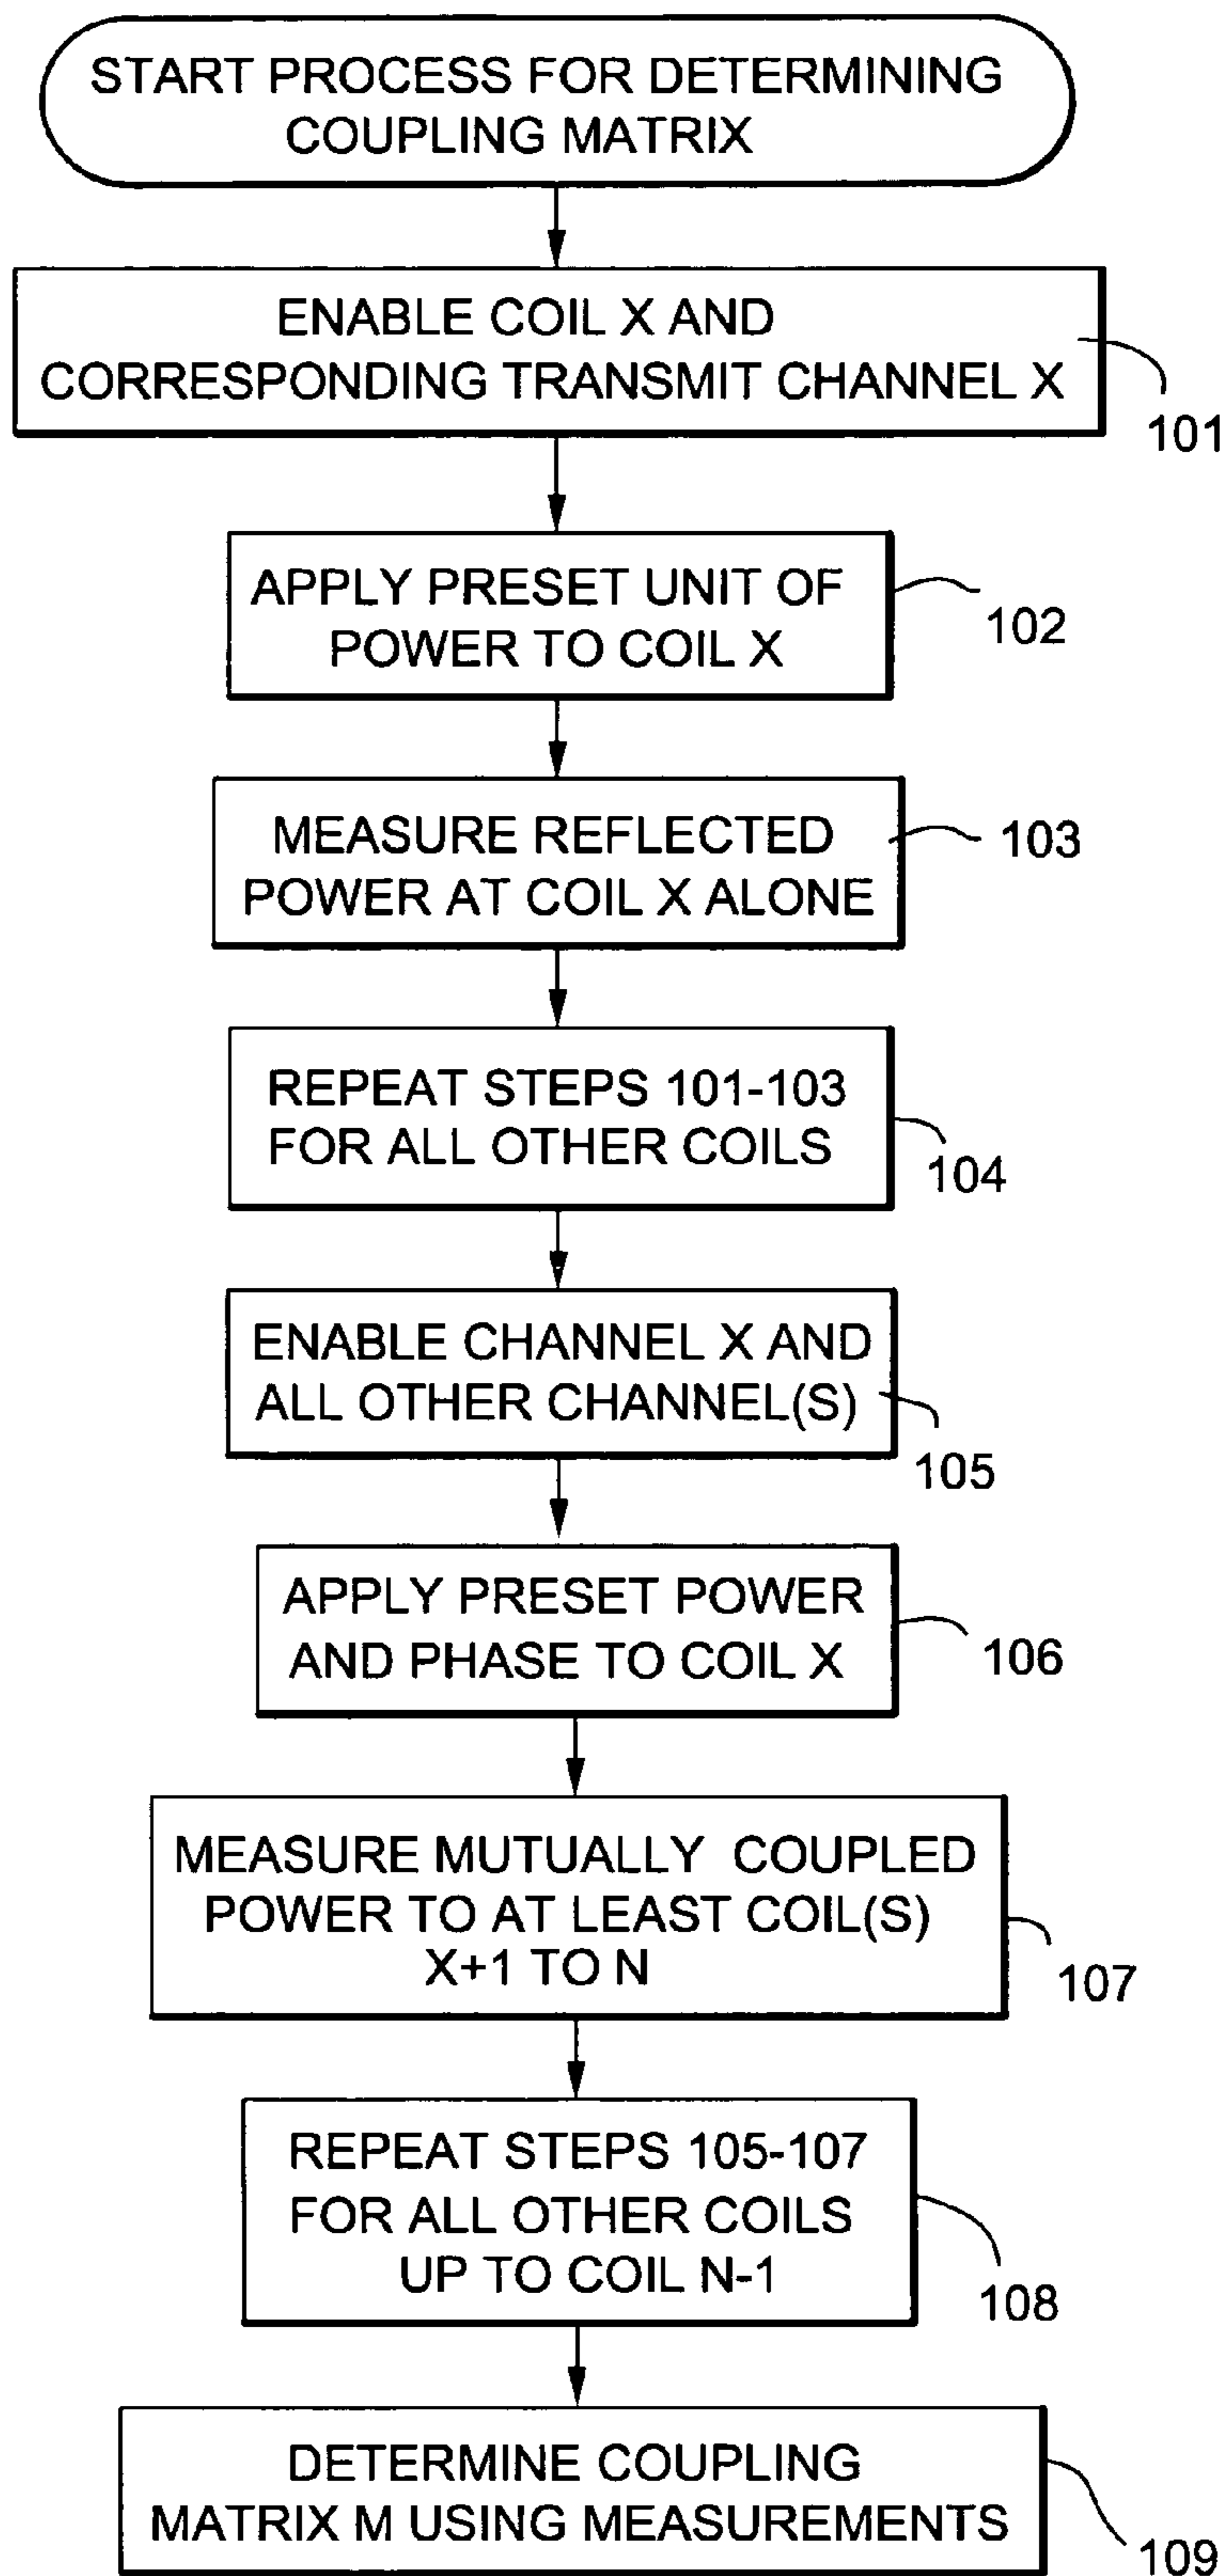 START PROCESS FOR DETERMINING
COUPLING MATRIX
ENABLE COIL X AND
CORRESPONDING TRANSMIT CHANNEL X
101
APPLY PRESET UNIT OF
POWER TO COIL X
102
MEASURE REFLECTED
POWER AT COIL X ALONE
103
REPEAT STEPS 101-103
FOR ALL OTHER COILS
104
ENABLE CHANNEL X AND
ALL OTHER CHANNEL(S)
105
APPLY PRESET POWER
AND PHASE TO COIL X
106
MEASURE MUTUALLY COUPLED
POWER TO AT LEAST COIL(S)
X+1 TO N
107
REPEAT STEPS 105-107
FOR ALL OTHER COILS
UP TO COIL N-1
108
DETERMINE COUPLING
MATRIX M USING MEASUREMENTS
109